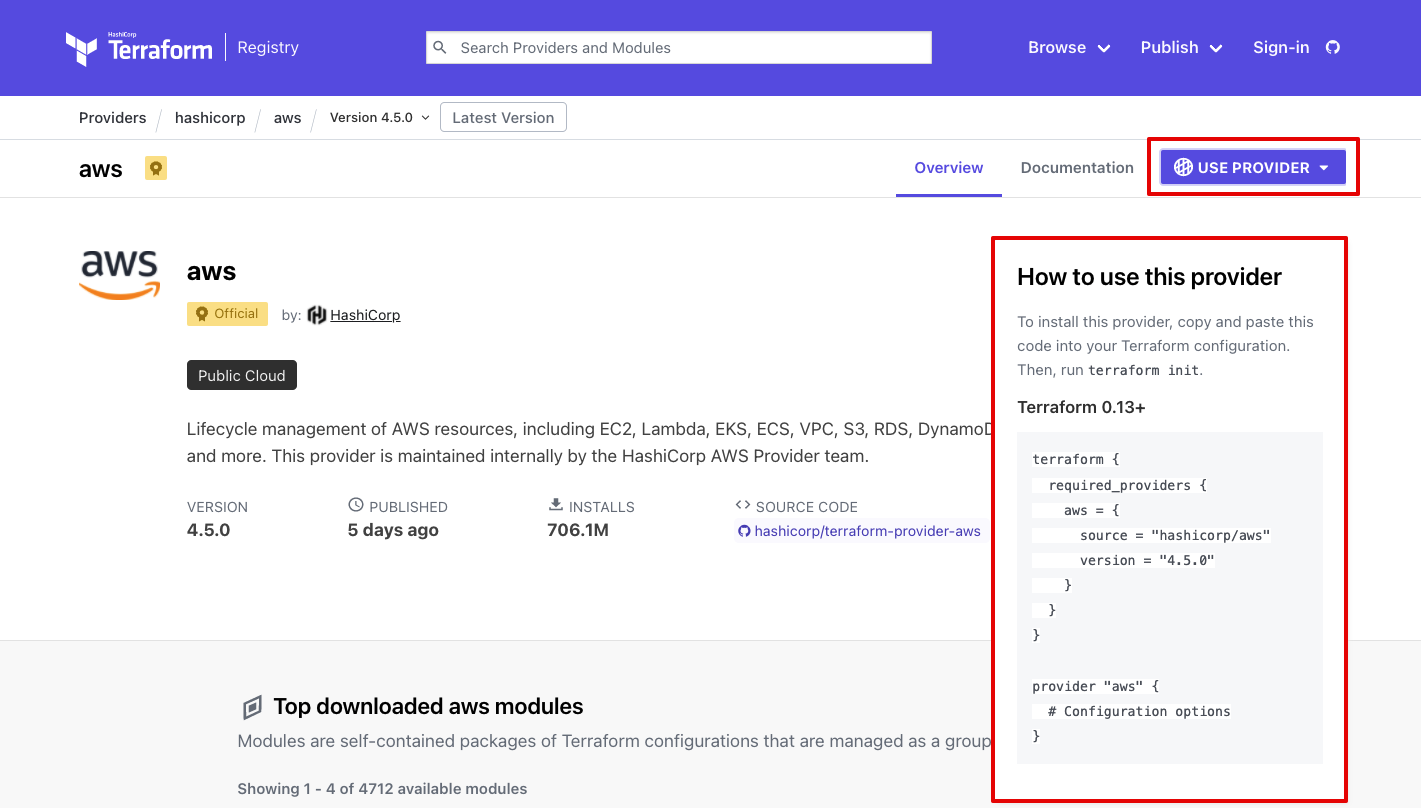 HashiCorp
Terraform
Registry
Search Providers and Modules
Browse
Publish
Sign-in
Providers
hashicorp
aws
Version 4.5.0
Latest Version
aws
Overview
Documentation
USE PROVIDER
aws
aws
Official
by: HashiCorp
Public Cloud
Lifecycle management of AWS resources, including EC2, Lambda, EKS, ECS, VPC, S3, RDS, DynamoD
and more. This provider is maintained internally by the HashiCorp AWS Provider team.
VERSION
4.5.0
PUBLISHED
5 days ago
INSTALLS
706.1M
<> SOURCE CODE
hashicorp/terraform-provider-aws
How to use this provider
To install this provider, copy and paste this
code into your Terraform configuration.
Then, run terraform init.
Terraform 0.13+
terraform {
  required_providers {
    aws = {
      source = "hashicorp/aws"
      version = "4.5.0"
    }
  }
}
provider "aws" {
  # Configuration options
}
Top downloaded aws modules
Modules are self-contained packages of Terraform configurations that are managed as a group
Showing 1 - 4 of 4712 available modules